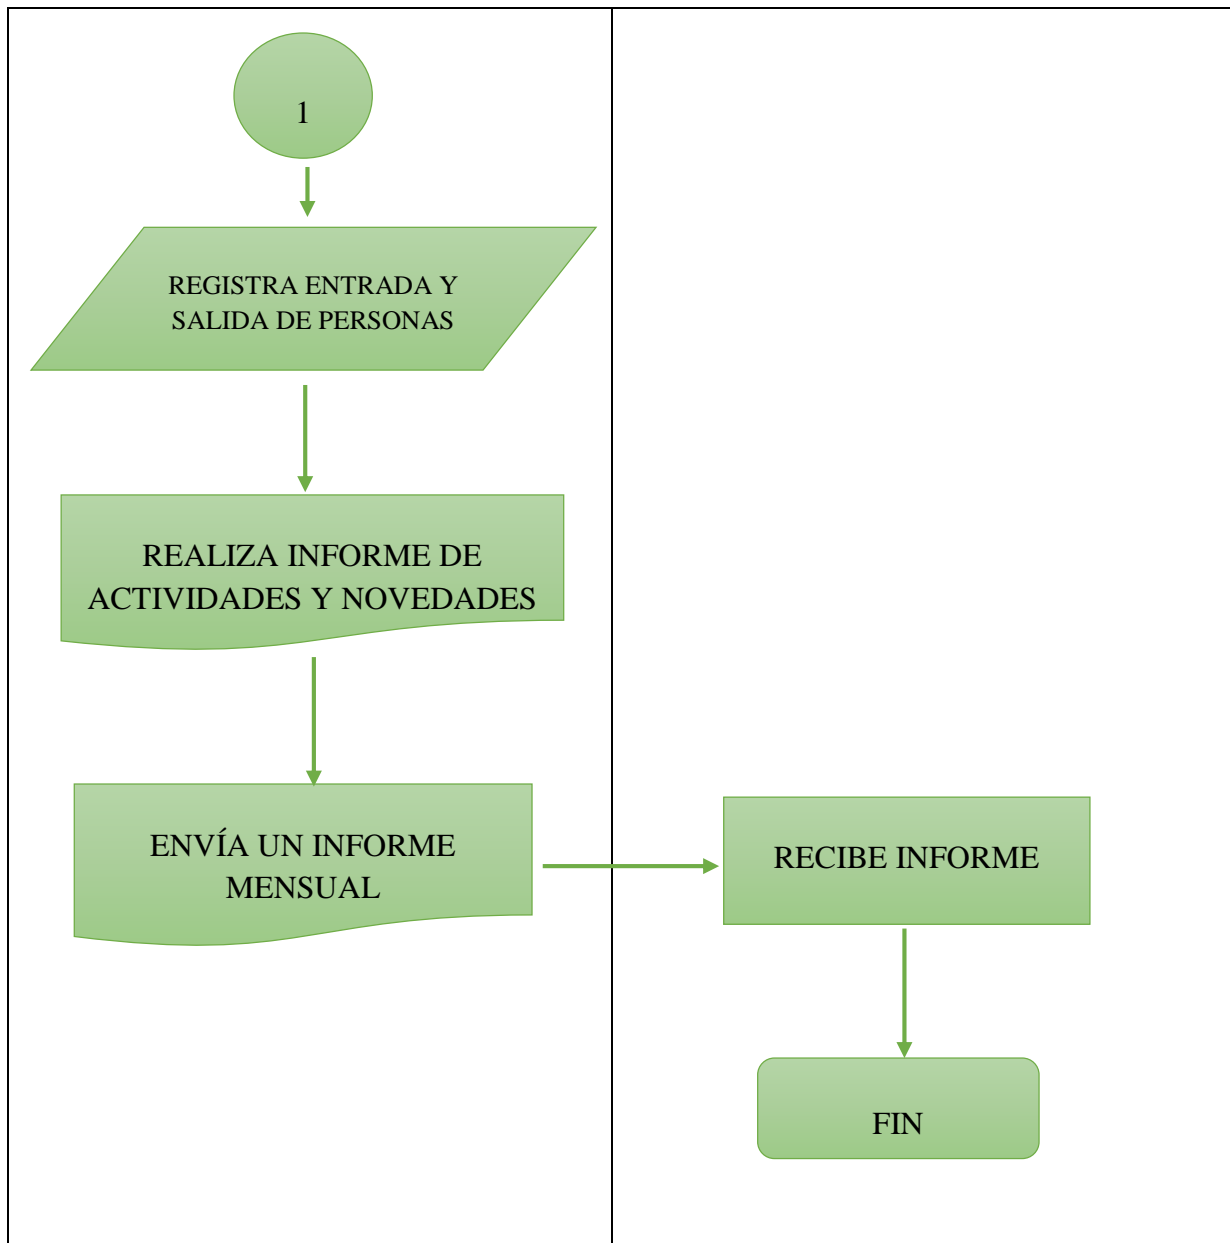 1
REGISTRA ENTRADA Y
SALIDA DE PERSONAS
REALIZA INFORME DE
ACTIVIDADES Y NOVEDADES
ENVÍA UN INFORME
MENSUAL
RECIBE INFORME
FIN